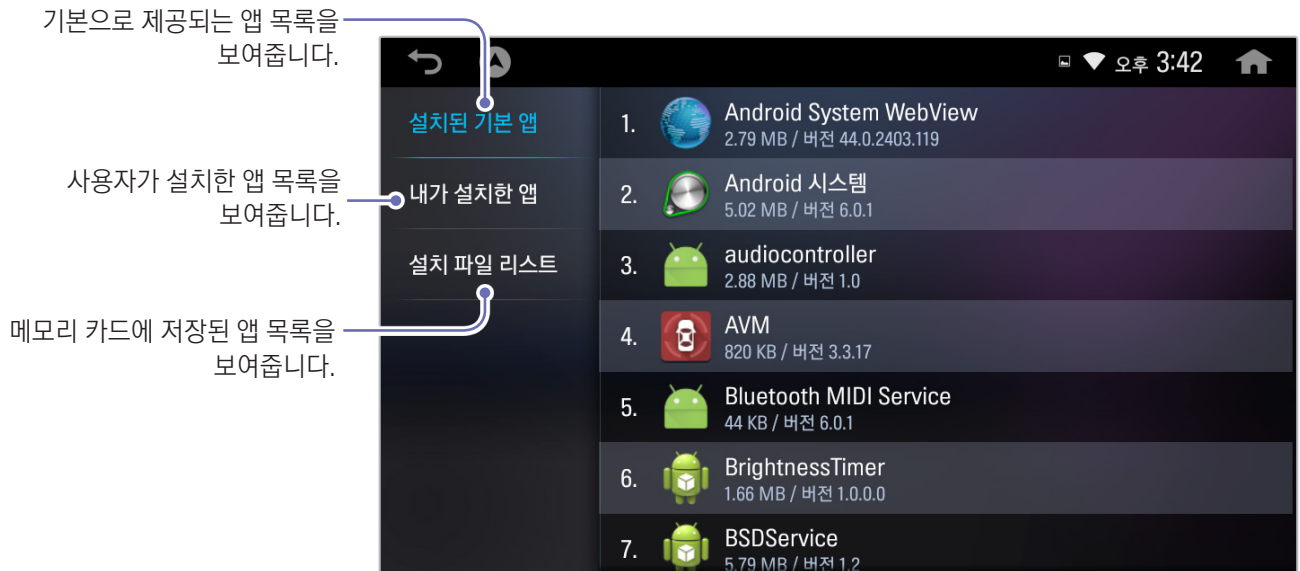 기본으로 제공되는 앱 목록을
보여줍니다.
사용자가 설치한 앱 목록을
보여줍니다.
메모리 카드에 저장된 앱 목록을
보여줍니다.
오후 3:42
설치된 기본 앱
내가 설치한 앱
설치 파일 리스트
1. Android System WebView
2.79 MB / 버전 44.0.2403.119
2. Android 시스템
5.02 MB / 버전 6.0.1
3. audiocontroller
2.88 MB / 버전 1.0
4. AVM
820 KB / 버전 3.3.17
5. Bluetooth MIDI Service
44 KB / 버전 6.0.1
6. BrightnessTimer
1.66 MB / 버전 1.0.0.0
7. BSDService
5.79 MB / 버전 1.2